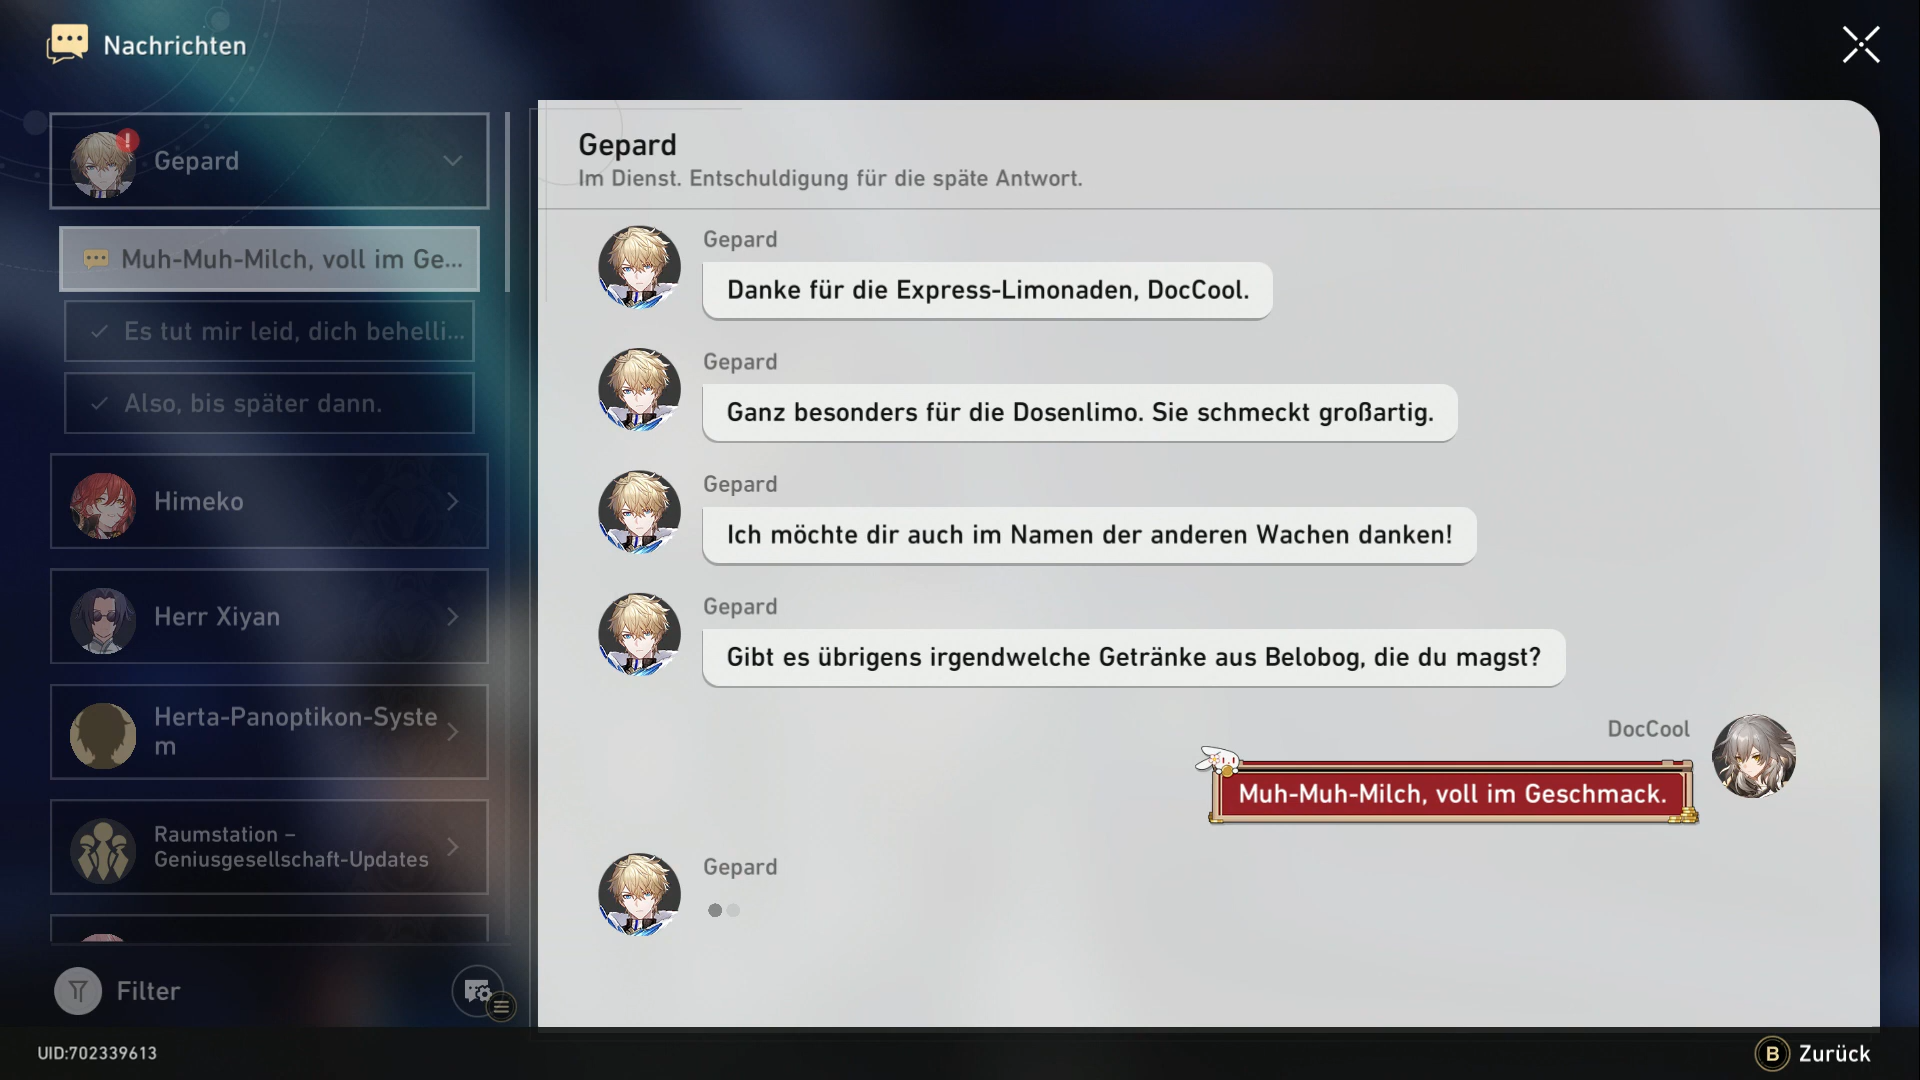 Nachrichten
Gepard
Muh-Muh-Milch, voll im Ge...
Es tut mir leid, dich behelli...
Also, bis später dann.
Himeko
Herr Xiyan
Herta-Panoptikon-Syste
m
Raumstation –
Geniusgesellschaft-Updates
Filter
Gepard
Im Dienst. Entschuldigung für die späte Antwort.
Gepard
Danke für die Express-Limonaden, DocCool.
Gepard
Ganz besonders für die Dosenlimo. Sie schmeckt großartig.
Gepard
Ich möchte dir auch im Namen der anderen Wachen danken!
Gepard
Gibt es übrigens irgendwelche Getränke aus Belobog, die du magst?
DocCool
Muh-Muh-Milch, voll im Geschmack.
Gepard
UID:702339613
B Zurück